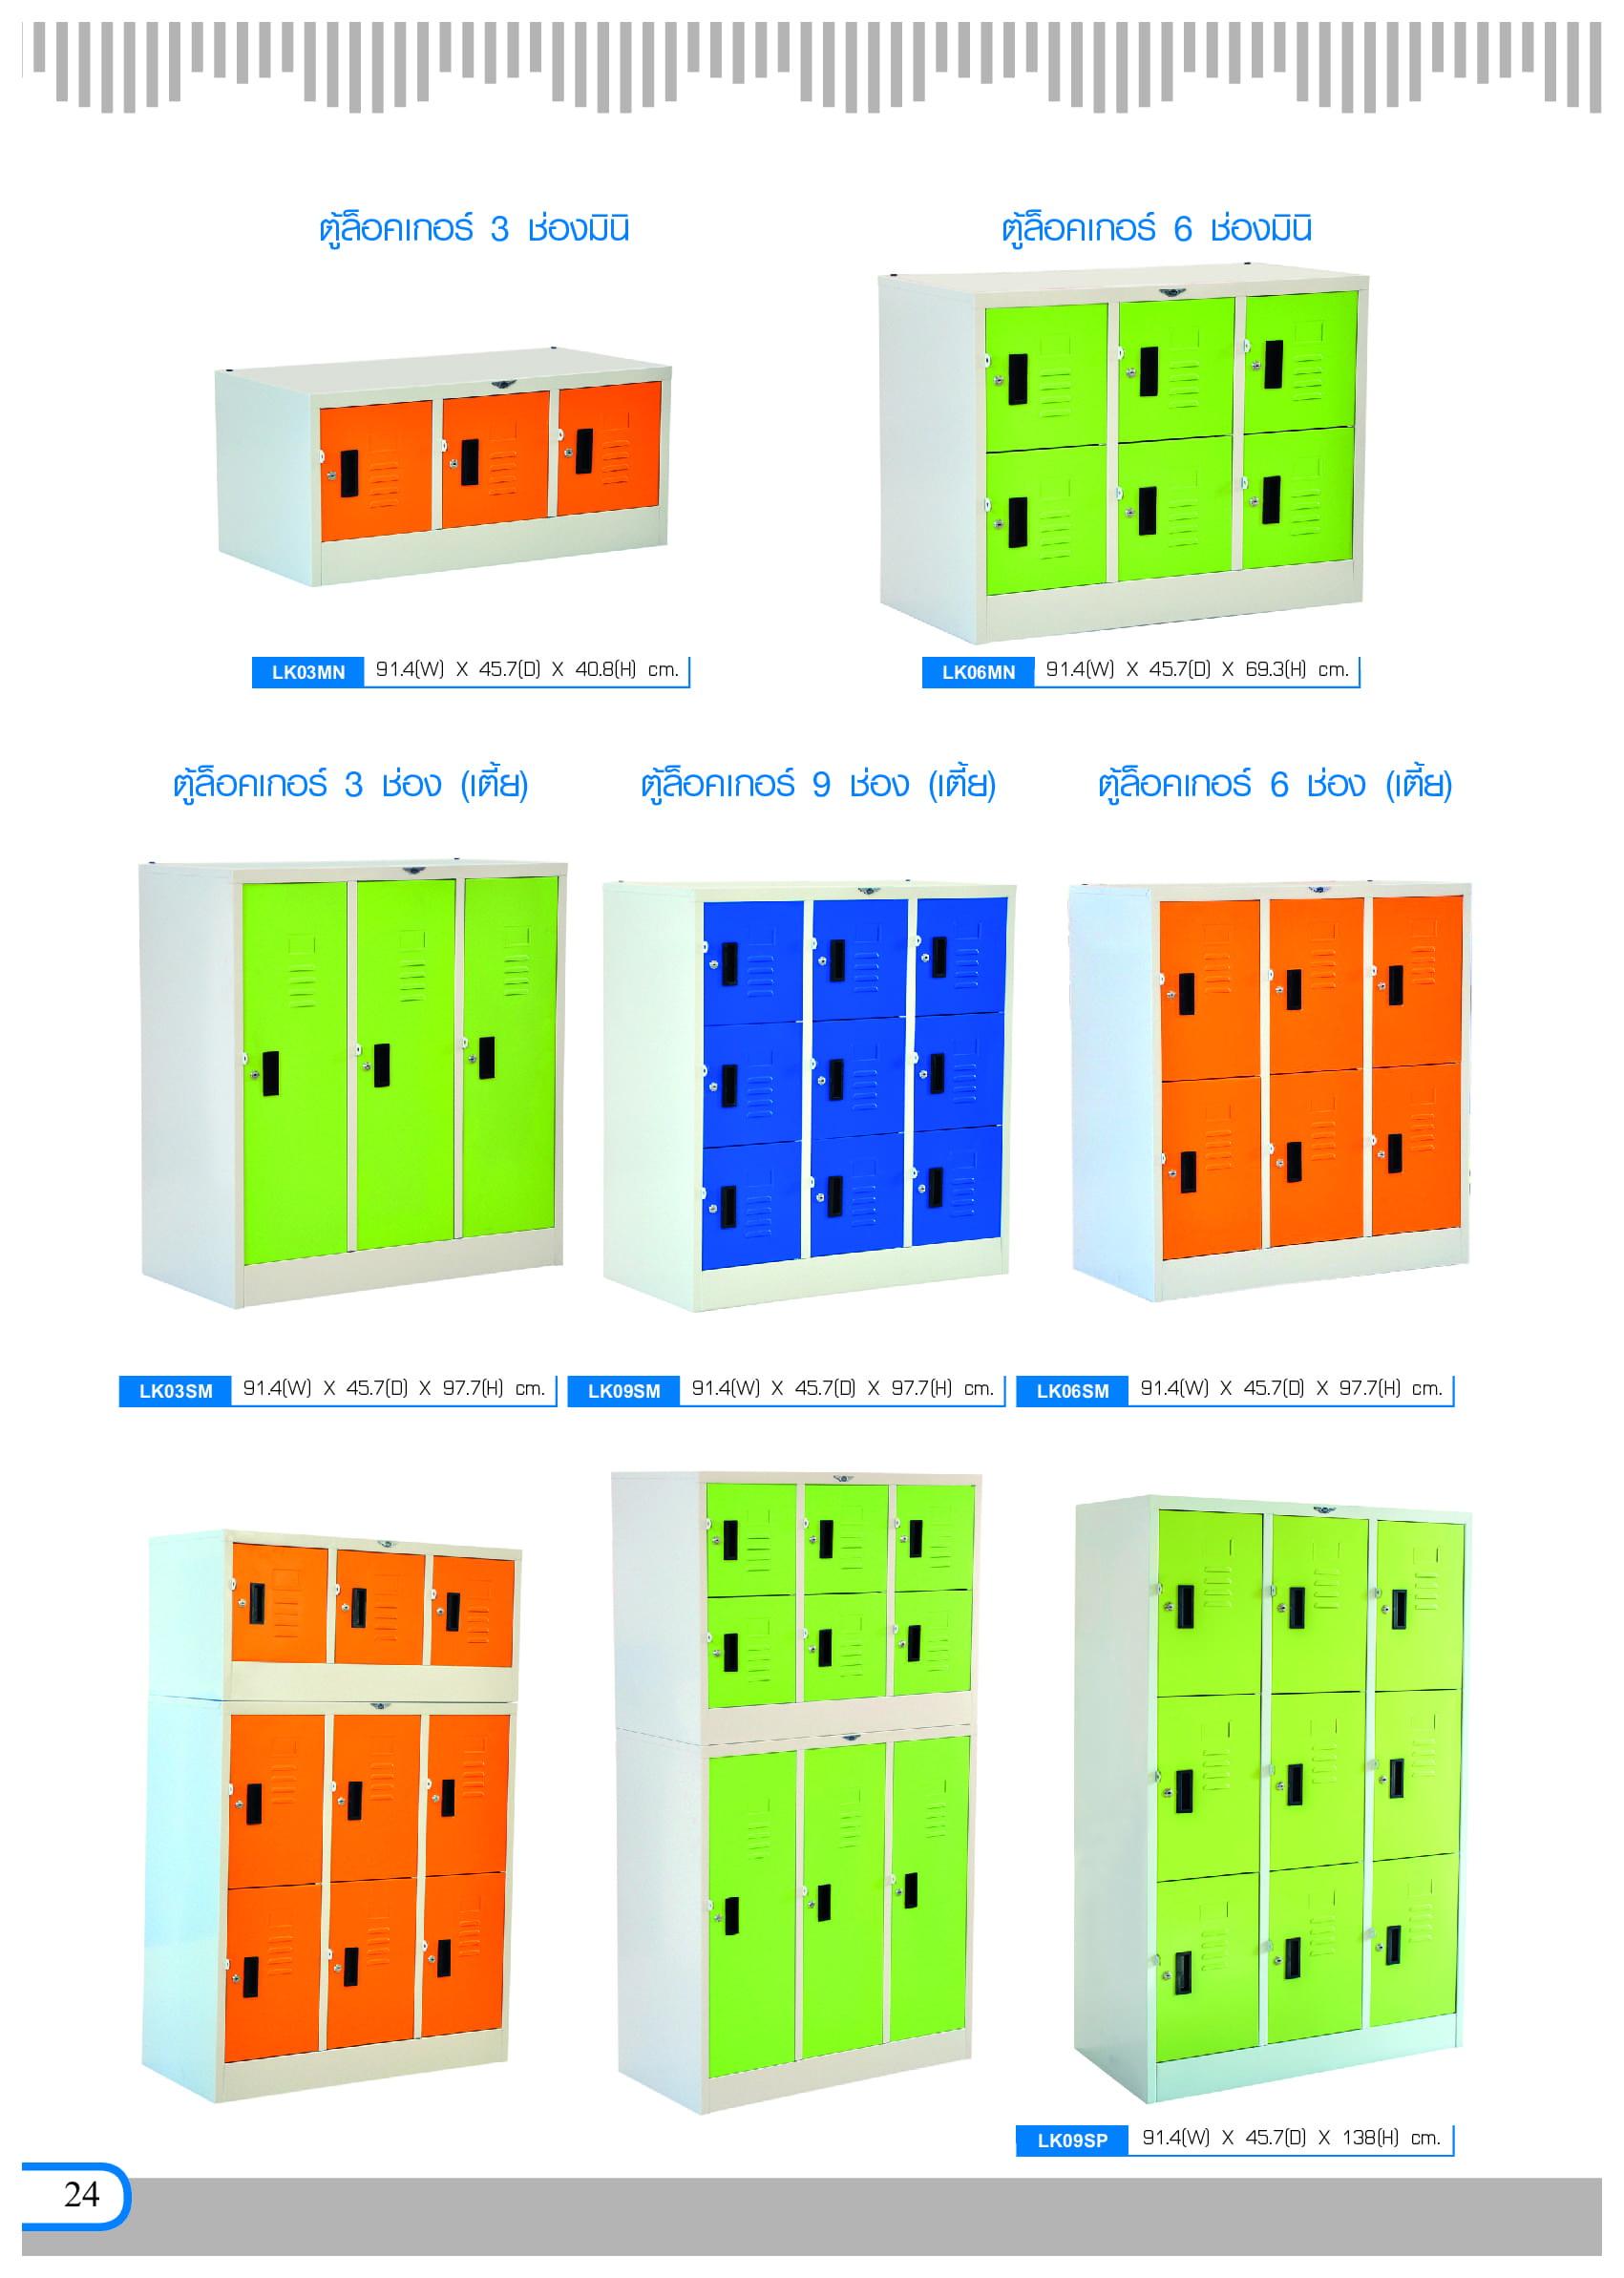 ตู้ล็อคเกอร์ 3 ช่องมินิ
ตู้ล็อคเกอร์ 6 ช่องมินิ
LK03MN 91.4(W) X 45.7(D) X 40.8(H) cm.
LK06MN 91.4(W) X 45.7(D) X 69.3(H) cm.
ตู้ล็อคเกอร์ 3 ช่อง (เตี้ย)
ตู้ล็อคเกอร์ 9 ช่อง (เตี้ย)
ตู้ล็อคเกอร์ 6 ช่อง (เตี้ย)
LK03SM 91.4(W) X 45.7(D) X 97.7(H) cm.
LK09SM 91.4(W) X 45.7(D) X 97.7(H) cm.
LK06SM 91.4(W) X 45.7(D) X 97.7(H) cm.
LK09SP 91.4(W) X 45.7(D) X 138(H) cm.
24